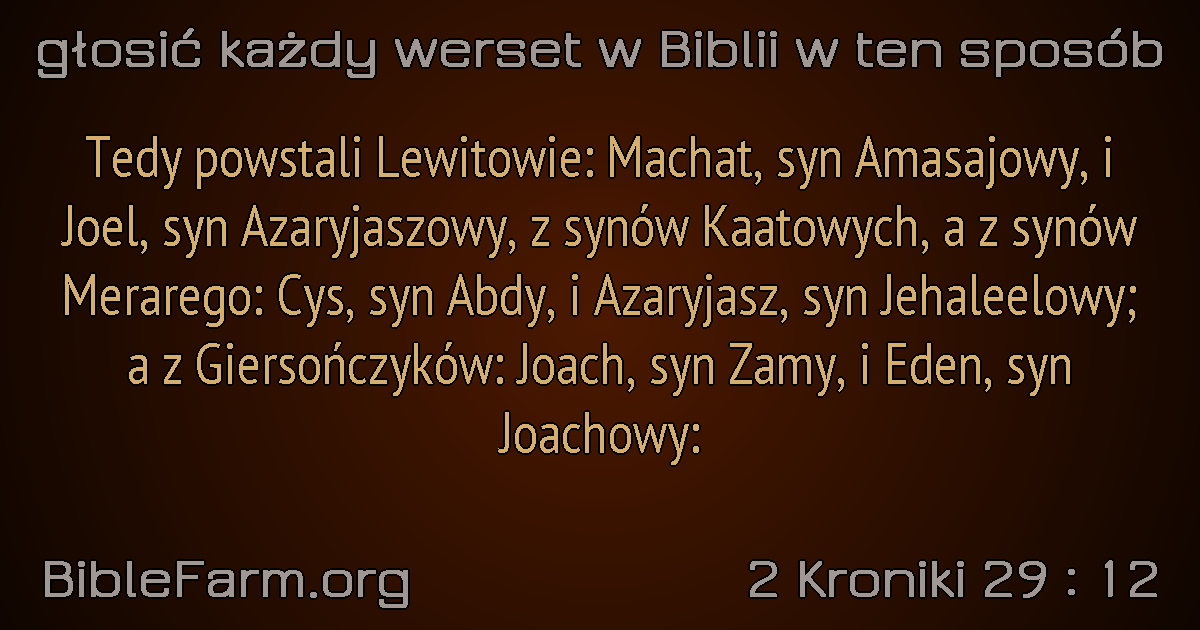 głosić każdy werset w Biblii w ten sposób
Tedy powstali Lewitowie: Machat, syn Amasajowy, i
Joel, syn Azaryjaszowy, z synów Kaatowych, a z synów
Merarego: Cys, syn Abdy, i Azaryjasz, syn Jehaleelowy;
a z Giersończyków: Joach, syn Zamy, i Eden, syn
Joachowy:
BibleFarm.org
2 Kroniki 29 : 12